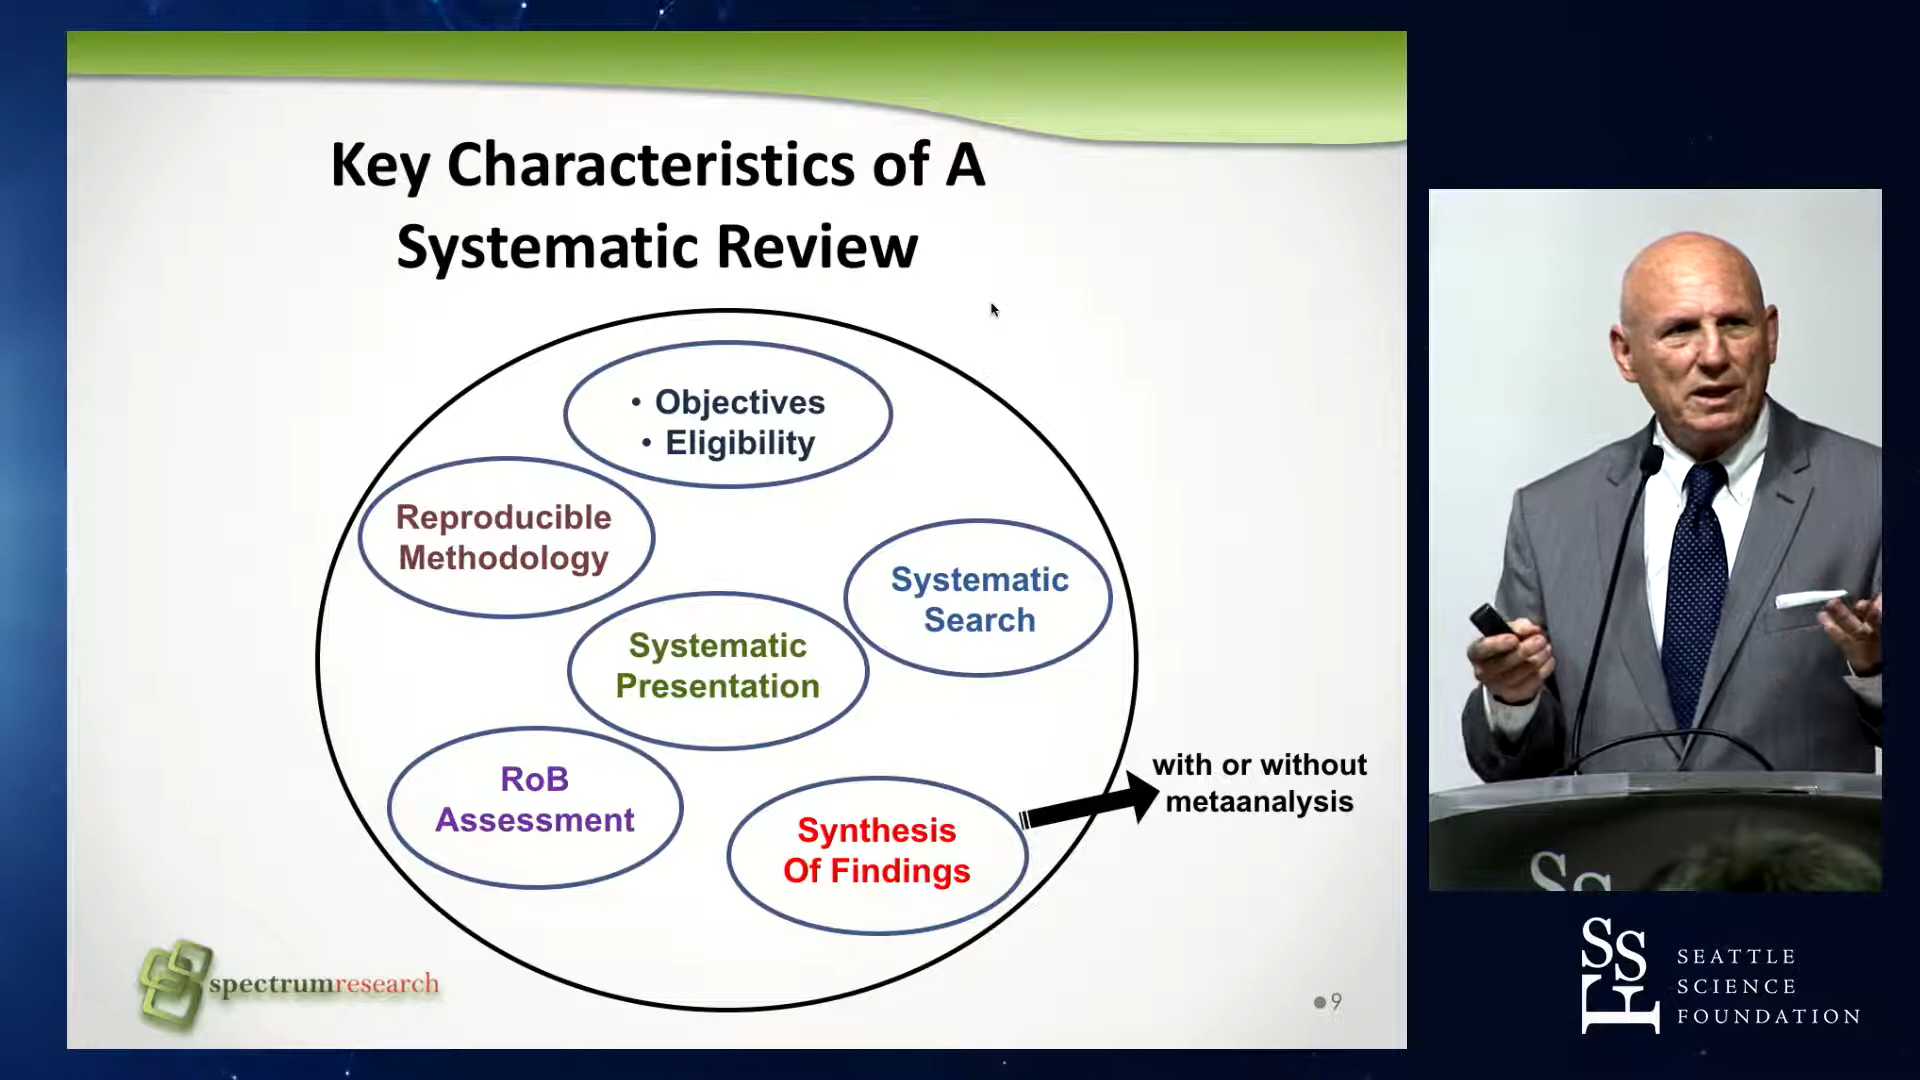 Key Characteristics of A
Systematic Review
• Objectives
• Eligibility
Reproducible
Methodology
Systematic
Search
Systematic
Presentation
RoB
Assessment
with or without
metaanalysis
Synthesis
Of Findings
spectrumresearch
9
SS
SEATTLE
SCIENCE
FOUNDATION